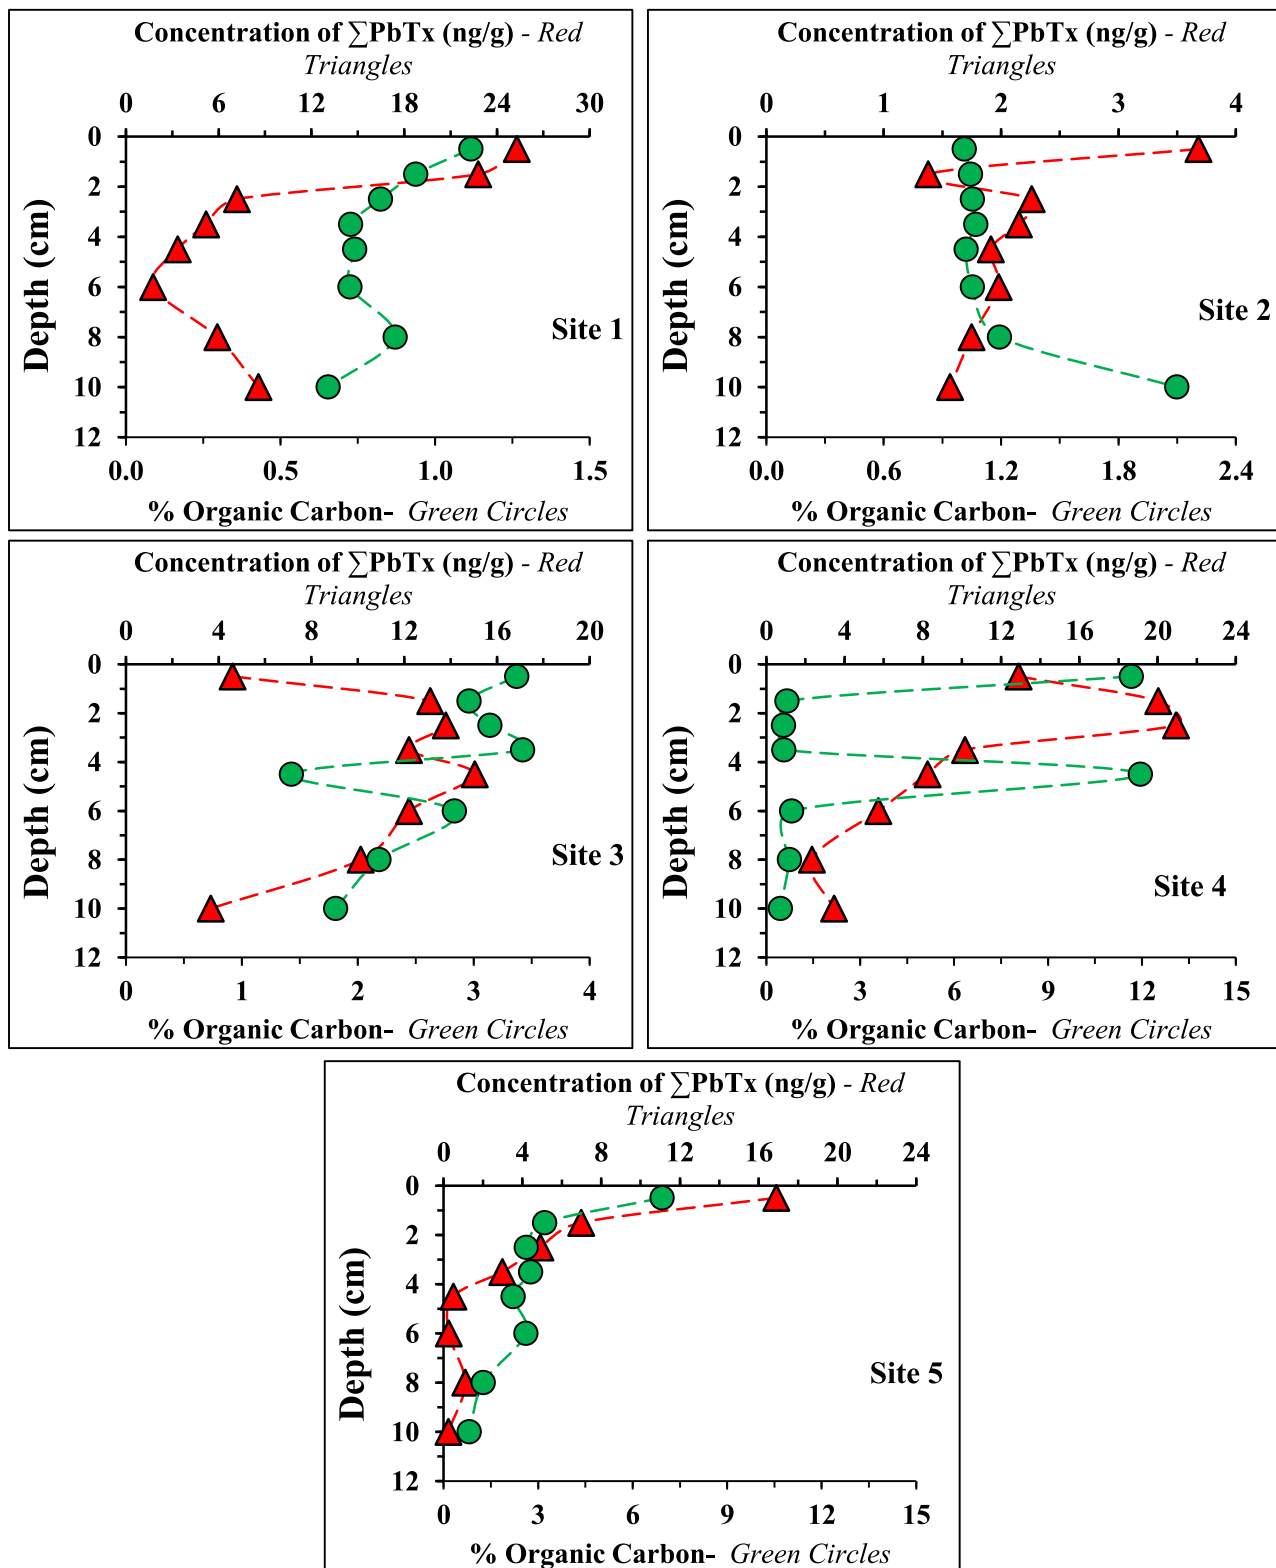 Concentration of ∑PbTx (ng/g) - Red
Triangles
0 6 12 18 24 30
0
2
4
6
8
10
12
Depth (cm)
Site 1
0.0 0.5 1.0 1.5
% Organic Carbon- Green Circles
Concentration of ∑PbTx (ng/g) - Red
Triangles
0 1 2 3 4
0
2
4
6
8
10
12
Depth (cm)
Site 2
0.0 0.6 1.2 1.8 2.4
% Organic Carbon- Green Circles
Concentration of ∑PbTx (ng/g) - Red
Triangles
0 4 8 12 16 20
0
2
4
6
8
10
12
Depth (cm)
Site 3
0 1 2 3 4
% Organic Carbon- Green Circles
Concentration of ∑PbTx (ng/g) - Red
Triangles
0 4 8 12 16 20 24
0
2
4
6
8
10
12
Depth (cm)
Site 4
0 3 6 9 12 15
% Organic Carbon- Green Circles
Concentration of ∑PbTx (ng/g) - Red
Triangles
0 4 8 12 16 20 24
0
2
4
6
8
10
12
Depth (cm)
Site 5
0 3 6 9 12 15
% Organic Carbon- Green Circles